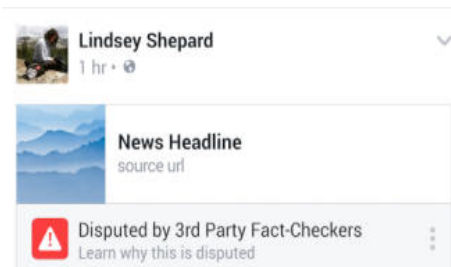 Lindsey Shepard
1 hr •
News Headline
source url
Disputed by 3rd Party Fact-Checkers
Learn why this is disputed